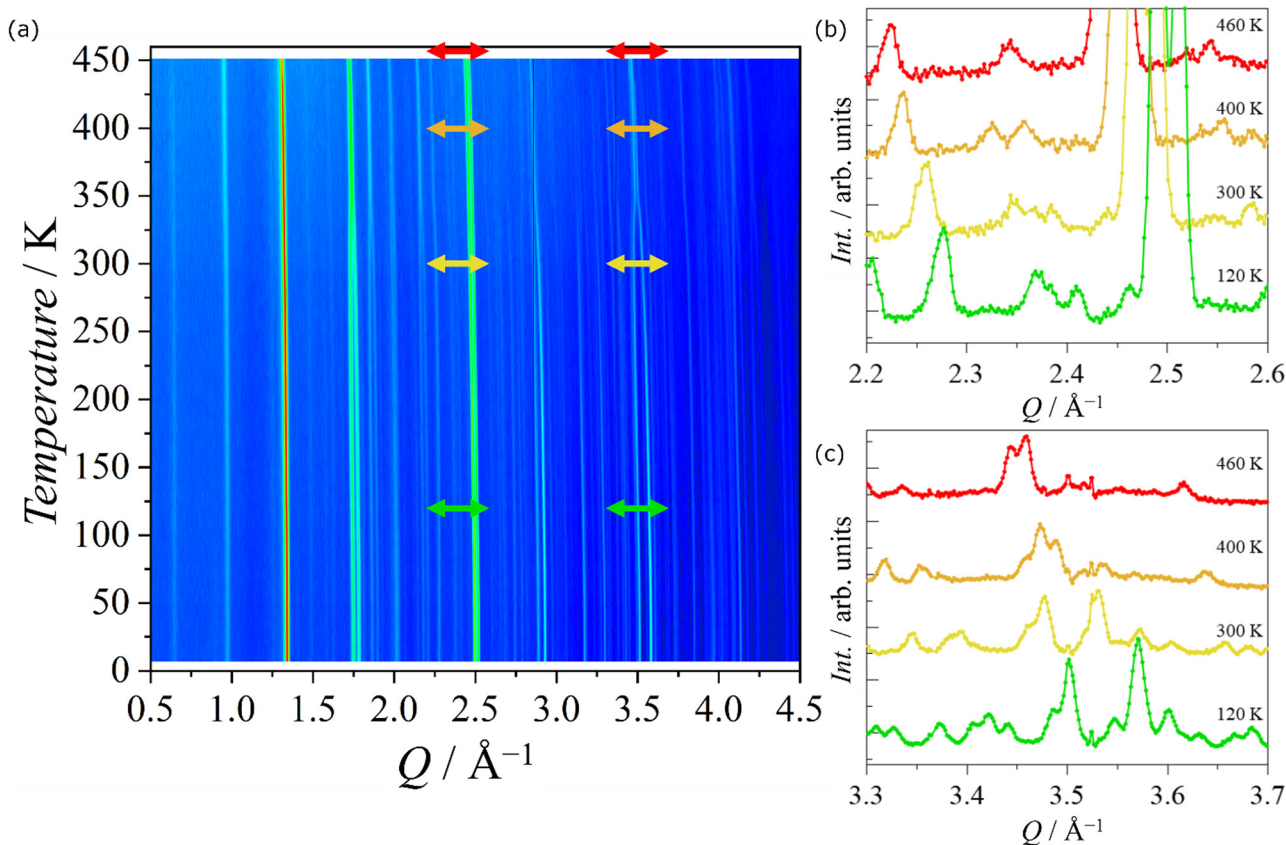 (a)
Temperature / K
450
400
350
300
250
200
150
100
50
0
0.5 1.0 1.5 2.0 2.5 3.0 3.5 4.0 4.5
Q / Å⁻¹
(b)
Int. / arb. units
460 K
400 K
300 K
120 K
2.2 2.3 2.4 2.5 2.6
Q / Å⁻¹
(c)
Int. / arb. units
460 K
400 K
300 K
120 K
3.3 3.4 3.5 3.6 3.7
Q / Å⁻¹